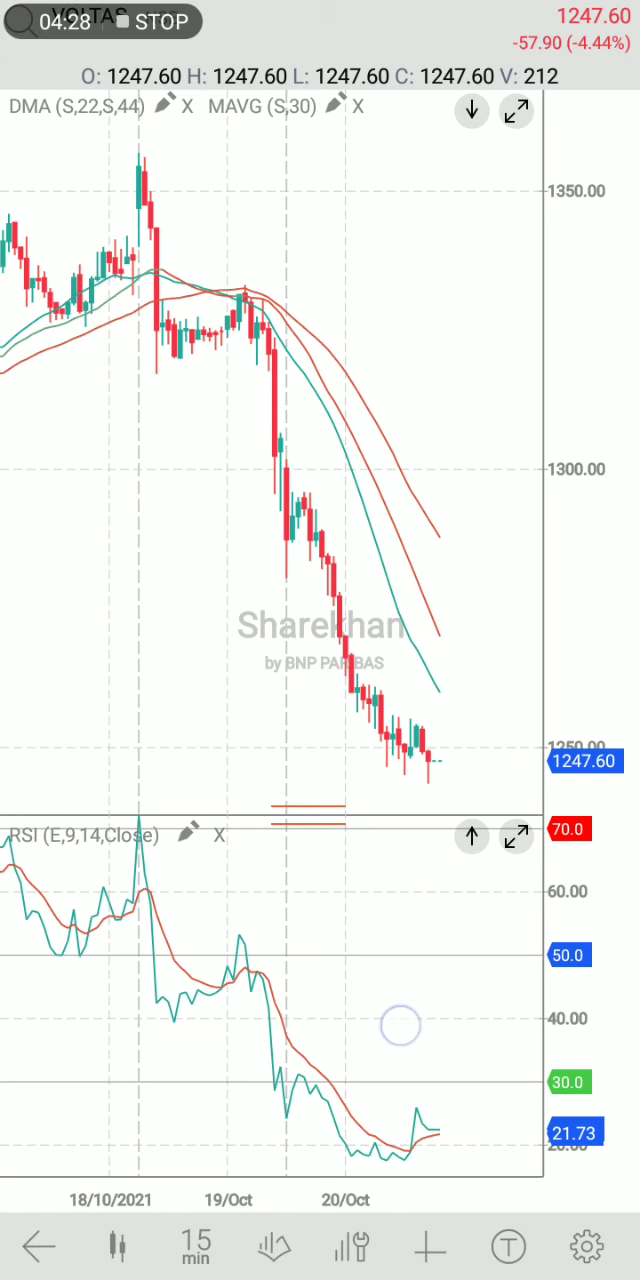 VOLTAS
04:28 STOP
1247.60
-57.90 (-4.44%)
O: 1247.60 H: 1247.60 L: 1247.60 C: 1247.60 V: 212
DMA (S,22,S,44) X MAVG (S,30) X
1350.00
1300.00
Sharekhan
by BNP PARIBAS
1250.00
1247.60
RSI (E,9,14,Close) X
70.0
60.00
50.0
40.00
30.0
21.73
20.00
18/10/2021 19/Oct 20/Oct
15
min
T